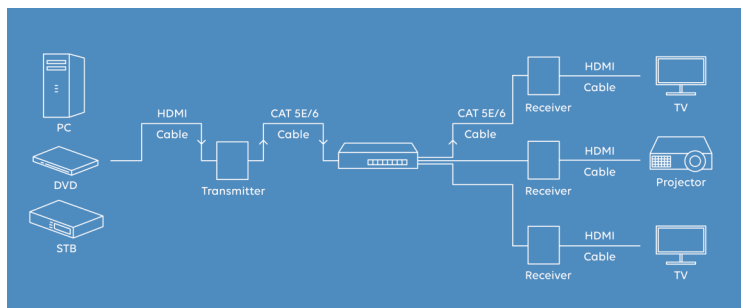 PC
DVD
STB
HDMI
Cable
Transmitter
CAT 5E/6
Cable
CAT 5E/6
Cable
Receiver
HDMI
Cable
TV
Receiver
HDMI
Cable
Projector
Receiver
HDMI
Cable
TV